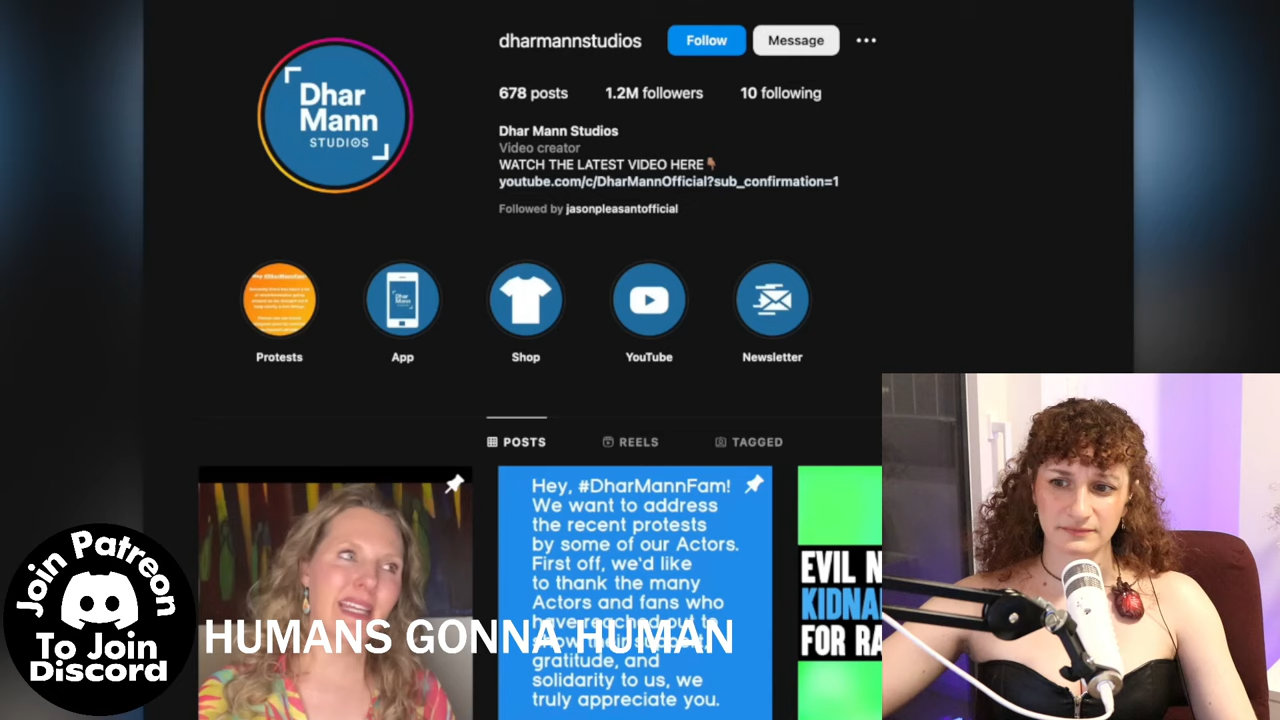 dharmannstudios
Follow
Message
678 posts
1.2M followers
10 following
Dhar Mann Studios
Video creator
WATCH THE LATEST VIDEO HERE👇🏾
youtube.com/c/DharMannOfficial?sub_confirmation=1
Followed by jasonpleasantofficial
Dhar
Mann
STUDIOS
Protests
App
Shop
YouTube
Newsletter
POSTS
REELS
TAGGED
Hey, #DharMannFam!
We want to address
the recent protests
by some of our Actors.
First off, we'd like
to thank the many
Actors and fans who
have reached out to
gratitude, and
solidarity to us, we
truly appreciate you.
EVIL N
KIDNA
FOR RA
HUMANS GONNA HUMAN
Join Patreon
To Join
Discord